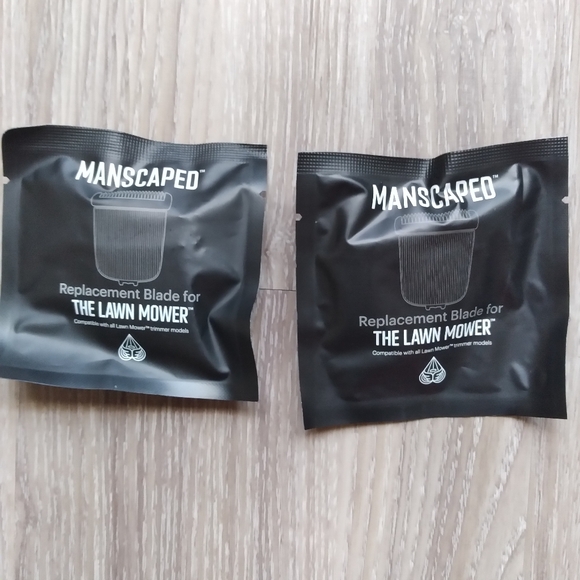 MANSCAPED™
Replacement Blade for
THE LAWN MOWER™
Compatible with all Lawn Mower™ trimmer models
MANSCAPED™
Replacement Blade for
THE LAWN MOWER™
Compatible with all Lawn Mower™ trimmer models